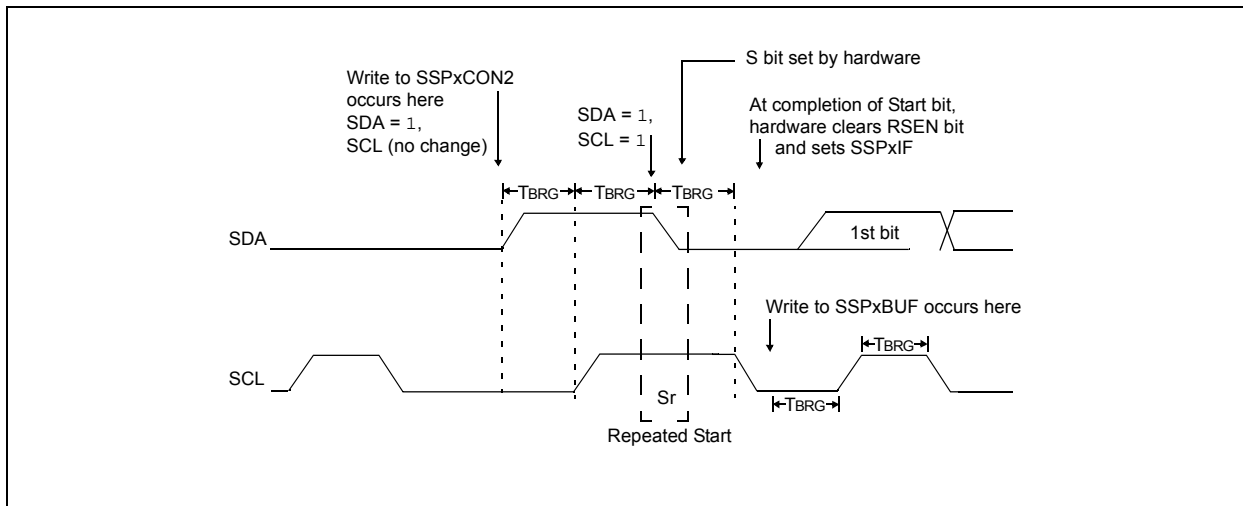 S bit set by hardware
Write to SSPxCON2
occurs here
SDA = 1,
SCL (no change)
SDA = 1,
SCL = 1
At completion of Start bit,
hardware clears RSEN bit
and sets SSPxIF
TBRG
TBRG
TBRG
SDA
1st bit
Write to SSPxBUF occurs here
TBRG
SCL
Sr
TBRG
Repeated Start